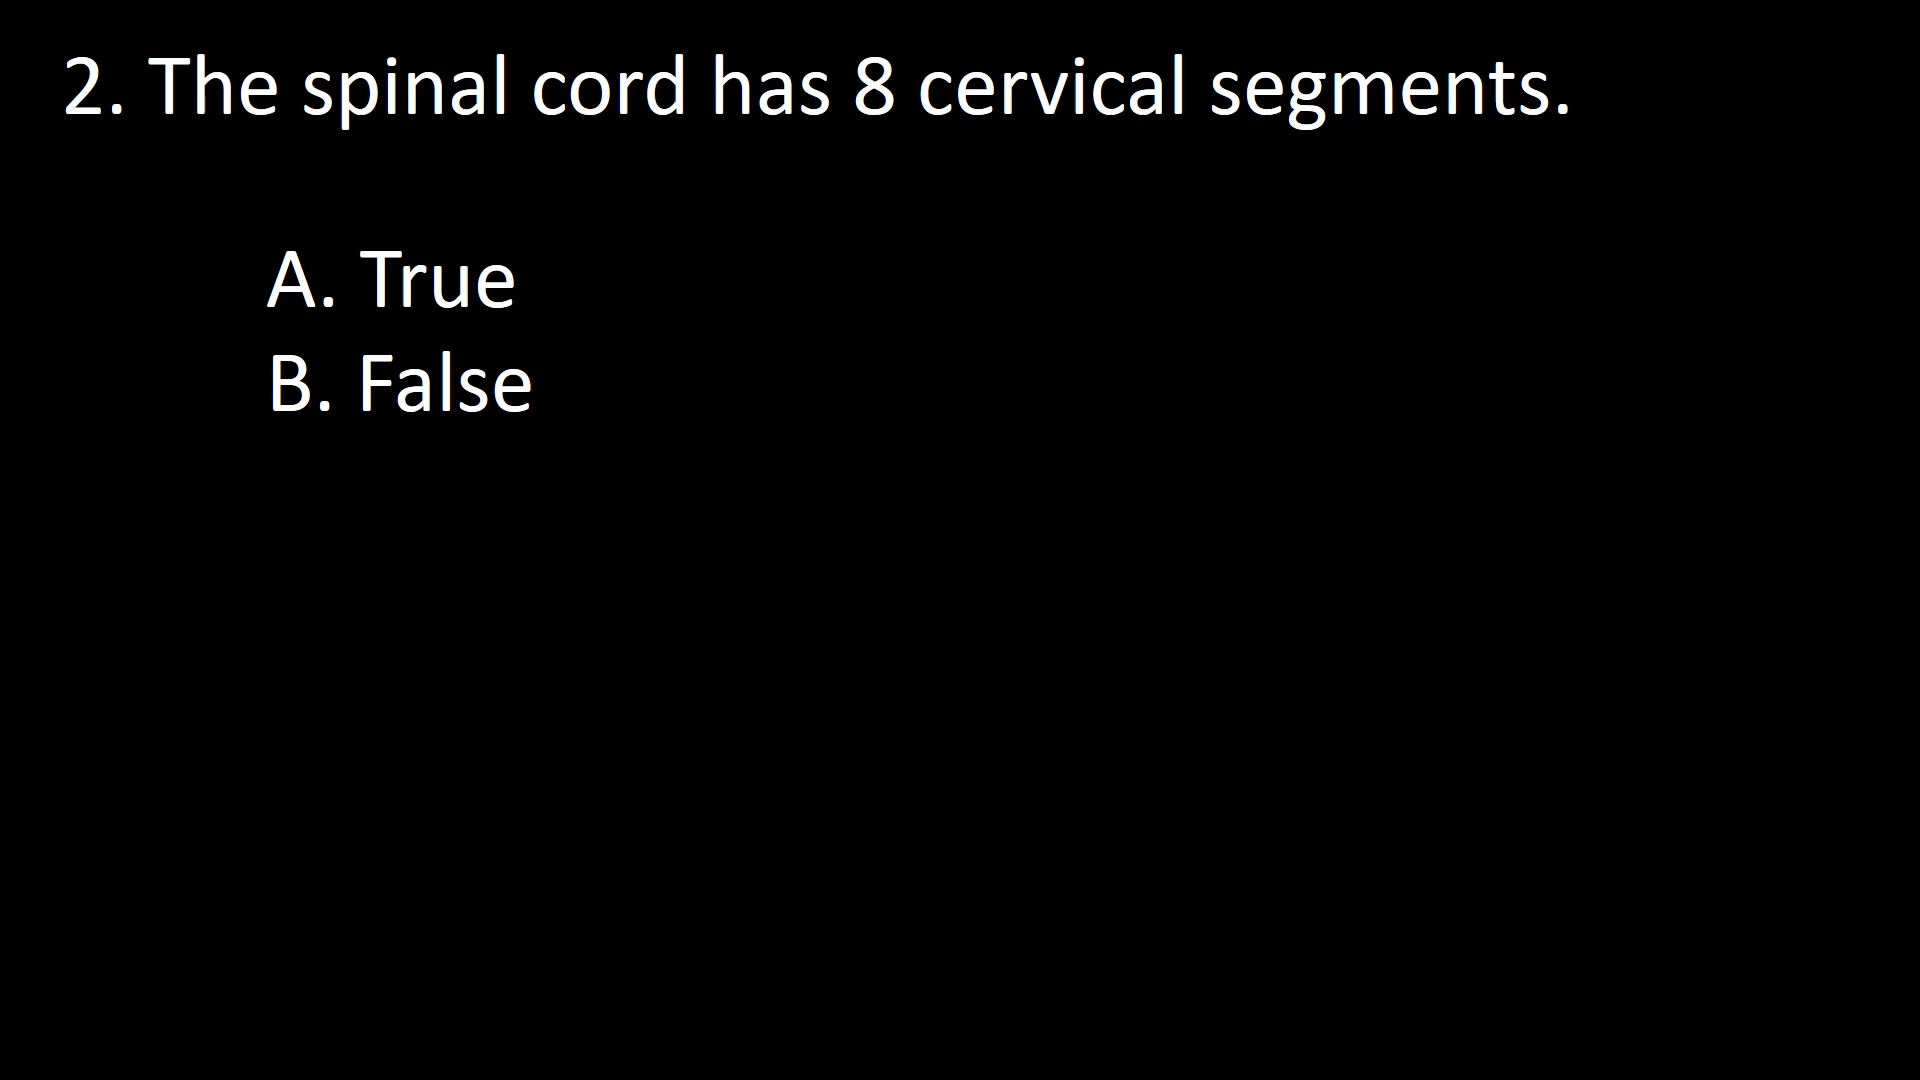 2. The spinal cord has 8 cervical segments.
A. True
B. False